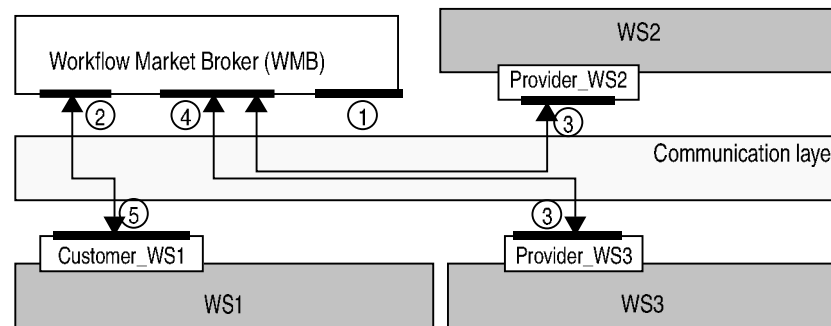 WS2
Workflow Market Broker (WMB)
Provider_WS2
2
4
1
3
Communication laye
5
3
Customer_WS1
Provider_WS3
WS1
WS3